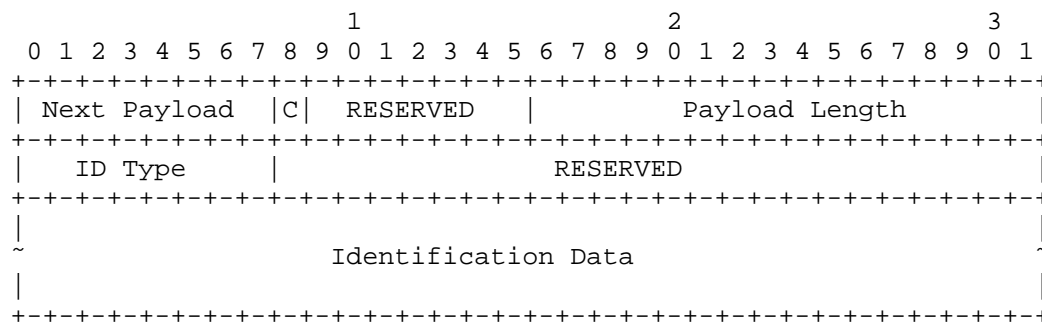 1                   2                   3
 0 1 2 3 4 5 6 7 8 9 0 1 2 3 4 5 6 7 8 9 0 1 2 3 4 5 6 7 8 9 0 1
+-+-+-+-+-+-+-+-+-+-+-+-+-+-+-+-+-+-+-+-+-+-+-+-+-+-+-+-+-+-+-+-+
| Next Payload  |C|  RESERVED   |         Payload Length        |
+-+-+-+-+-+-+-+-+-+-+-+-+-+-+-+-+-+-+-+-+-+-+-+-+-+-+-+-+-+-+-+-+
|   ID Type     |                 RESERVED                      |
+-+-+-+-+-+-+-+-+-+-+-+-+-+-+-+-+-+-+-+-+-+-+-+-+-+-+-+-+-+-+-+-+
|                                                               |
~                   Identification Data                         ~
|                                                               |
+-+-+-+-+-+-+-+-+-+-+-+-+-+-+-+-+-+-+-+-+-+-+-+-+-+-+-+-+-+-+-+-+